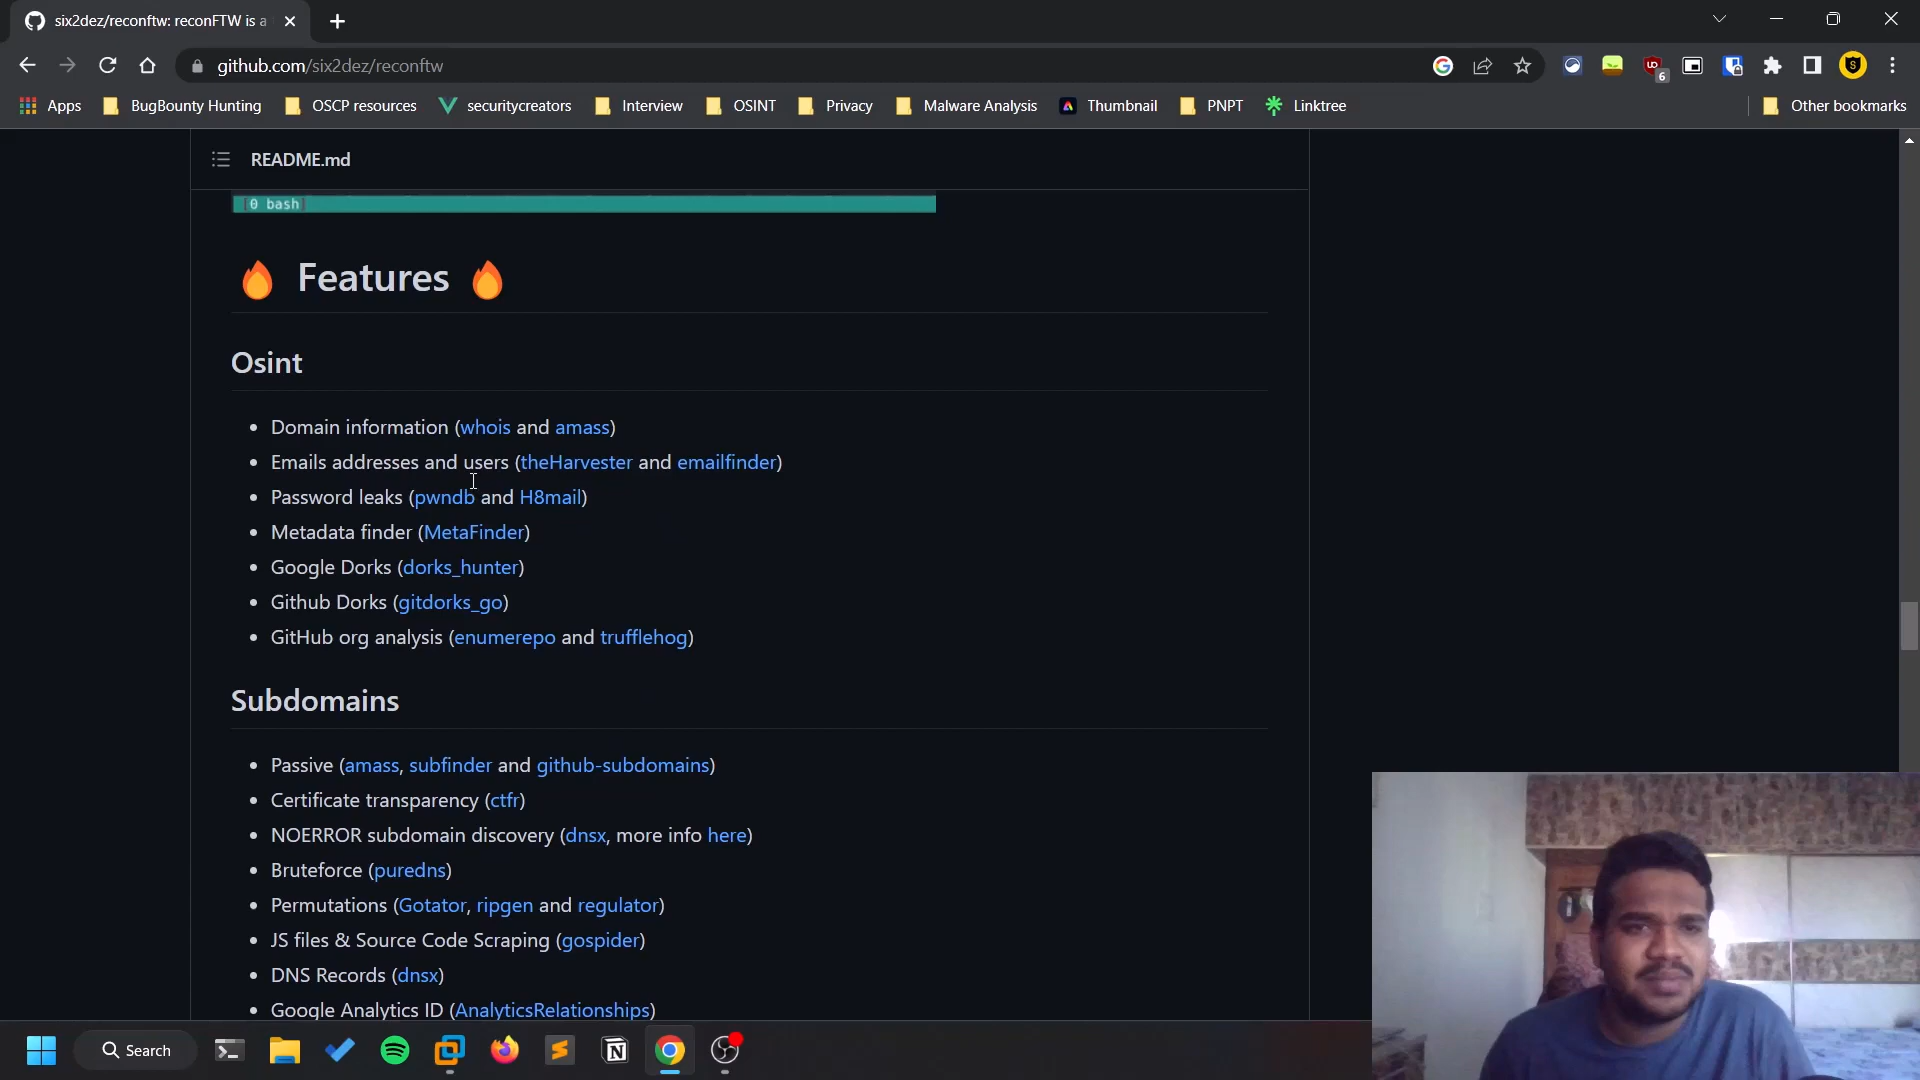 six2dez/reconftw: reconFTW is a
github.com/six2dez/reconftw
6
Apps
BugBounty Hunting
OSCP resources
securitycreators
Interview
OSINT
Privacy
Malware Analysis
Thumbnail
PNPT
Linktree
Other bookmarks
README.md
[0 bash]
Features
Osint
Domain information (whois and amass)
Emails addresses and users (theHarvester and emailfinder)
Password leaks (pwndb and H8mail)
Metadata finder (MetaFinder)
Google Dorks (dorks_hunter)
Github Dorks (gitdorks_go)
GitHub org analysis (enumerepo and trufflehog)
Subdomains
Passive (amass, subfinder and github-subdomains)
Certificate transparency (ctfr)
NOERROR subdomain discovery (dnsx, more info here)
Bruteforce (puredns)
Permutations (Gotator, ripgen and regulator)
JS files & Source Code Scraping (gospider)
DNS Records (dnsx)
Google Analytics ID (AnalyticsRelationships)
Search